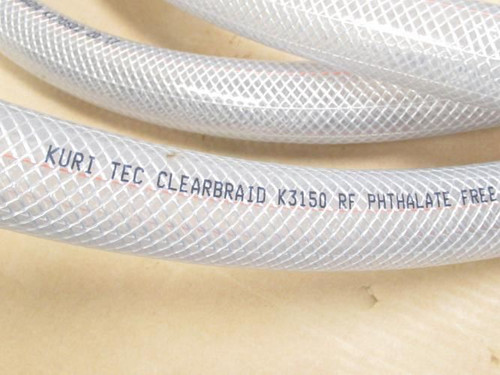 KURI TEC CLEARBRAID K3150 RF PHTHALATE FREE